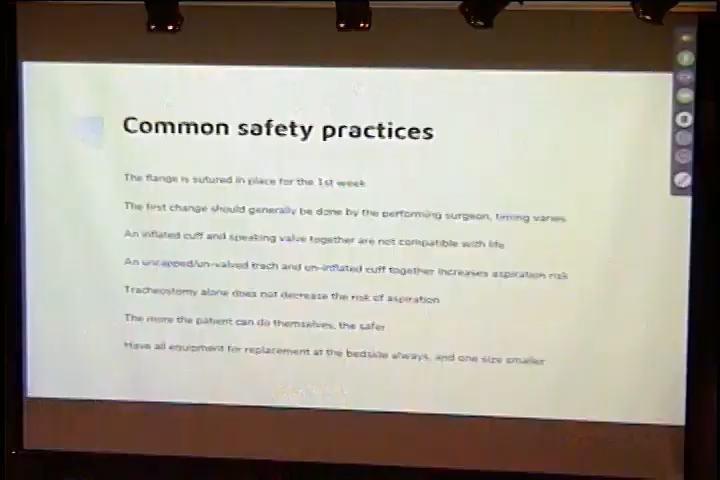 Common safety practices
The flange is sutured in place for the 1st week
The first change should generally be done by the performing surgeon, timing varies
An inflated cuff and speaking valve together are not compatible with life
An uncapped/un-valved trach and un-inflated cuff together increases aspiration risk
Tracheostomy alone does not decrease the risk of aspiration
The more the patient can do themselves, the safer
Have all equipment for replacement at the bedside always, and one size smaller